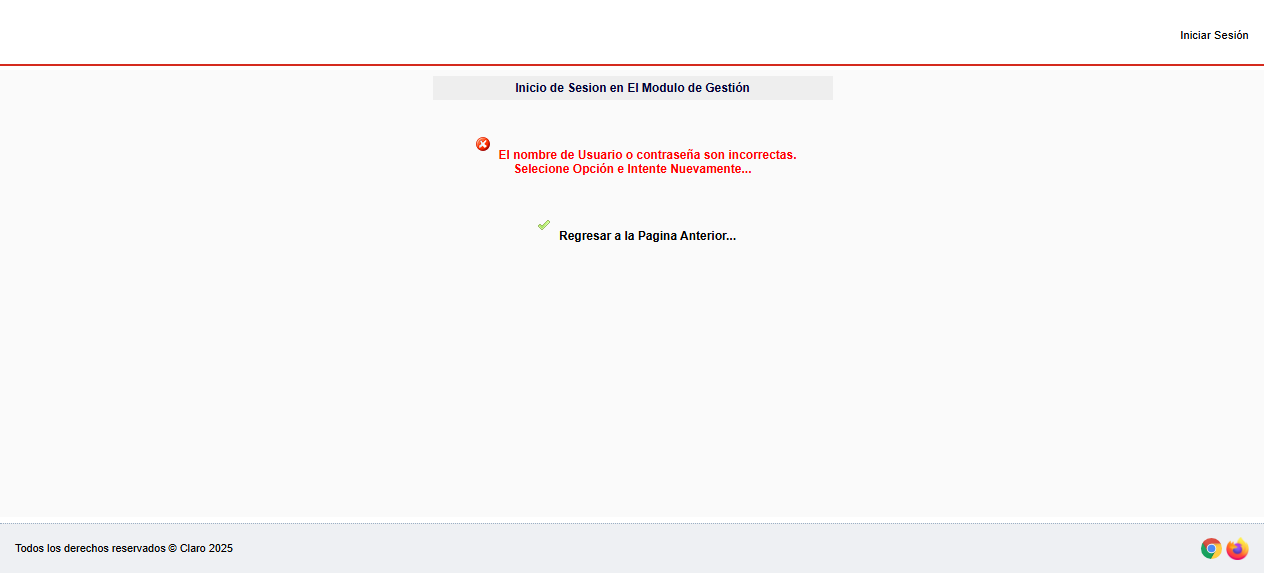 Iniciar Sesión
Inicio de Sesion en El Modulo de Gestión
El nombre de Usuario o contraseña son incorrectas.
Selecione Opción e Intente Nuevamente...
Regresar a la Pagina Anterior...
Todos los derechos reservados © Claro 2025